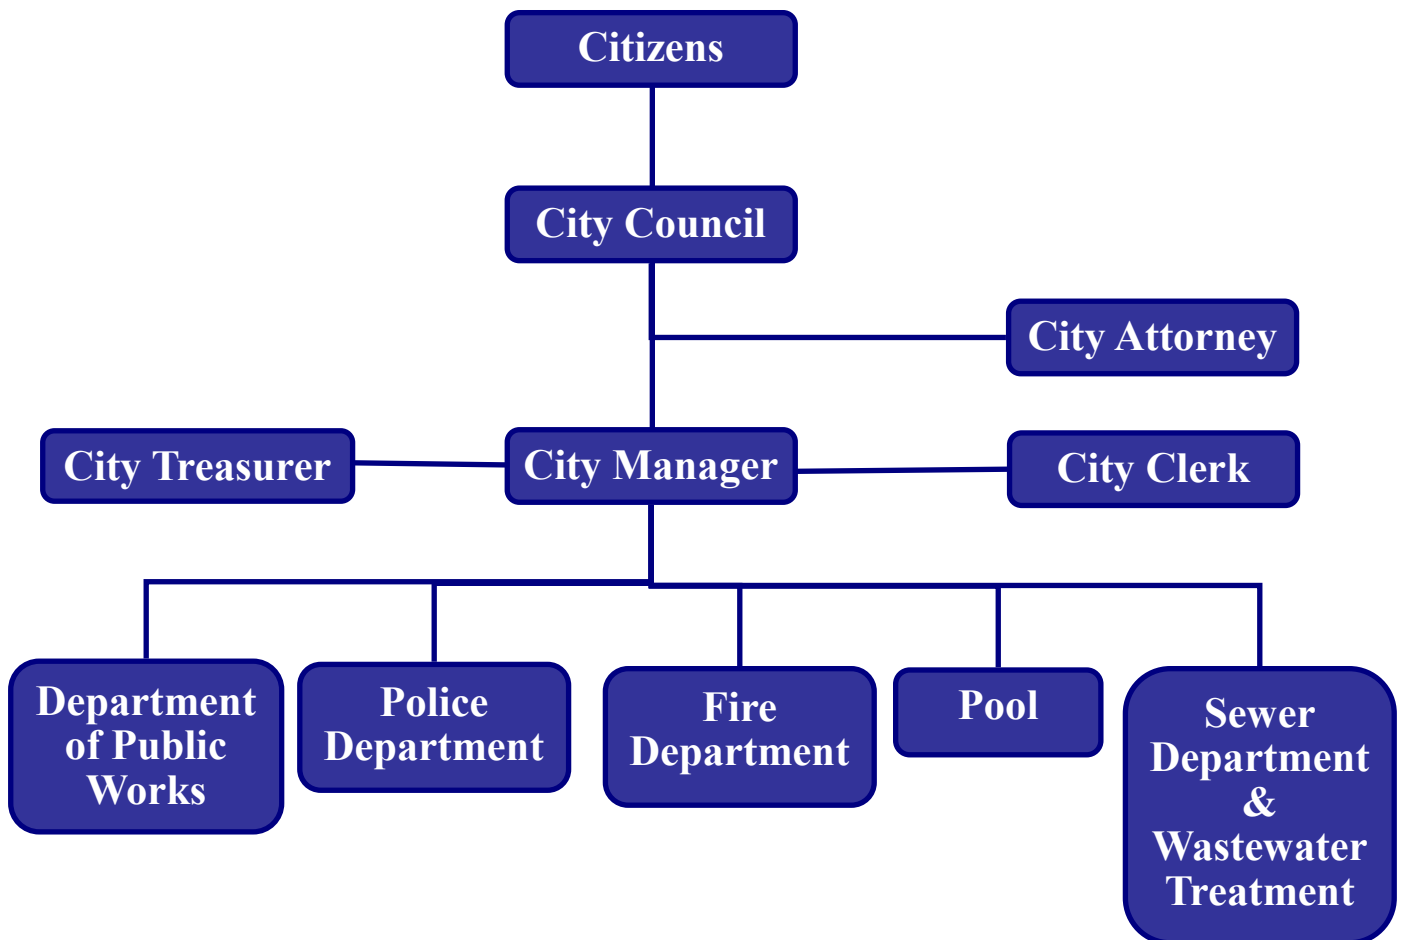 Citizens
City Council
City Attorney
City Treasurer
City Manager
City Clerk
Department
of Public
Works
Police
Department
Fire
Department
Pool
Sewer
Department
&
Wastewater
Treatment